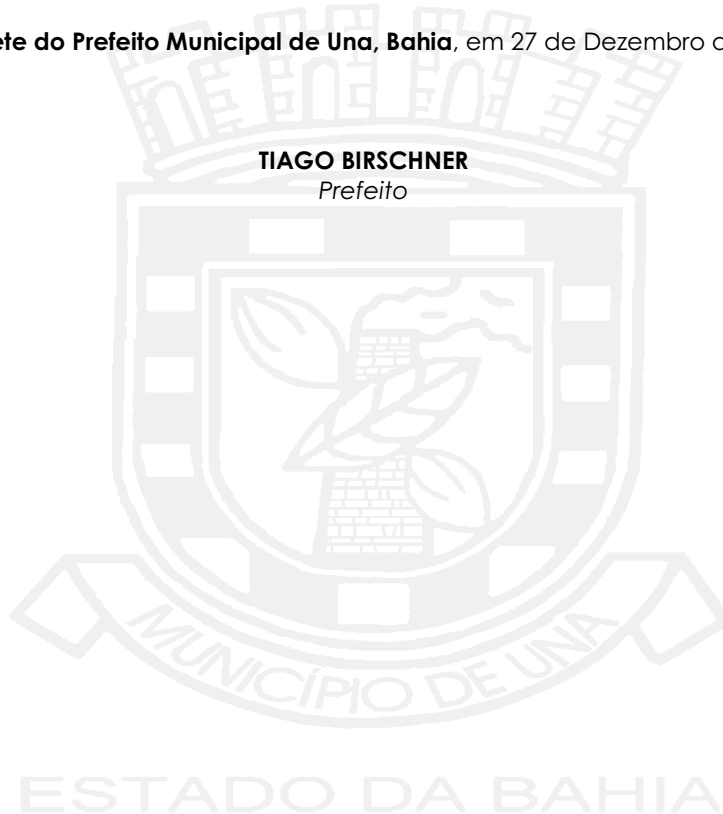 do Prefeito Municipal de Una, Bahia, em 27 de Dezembro
TIAGO BIRSCHNER
Prefeito
MUNICÍPIO DE UNA
ESTADO DA BAHIA